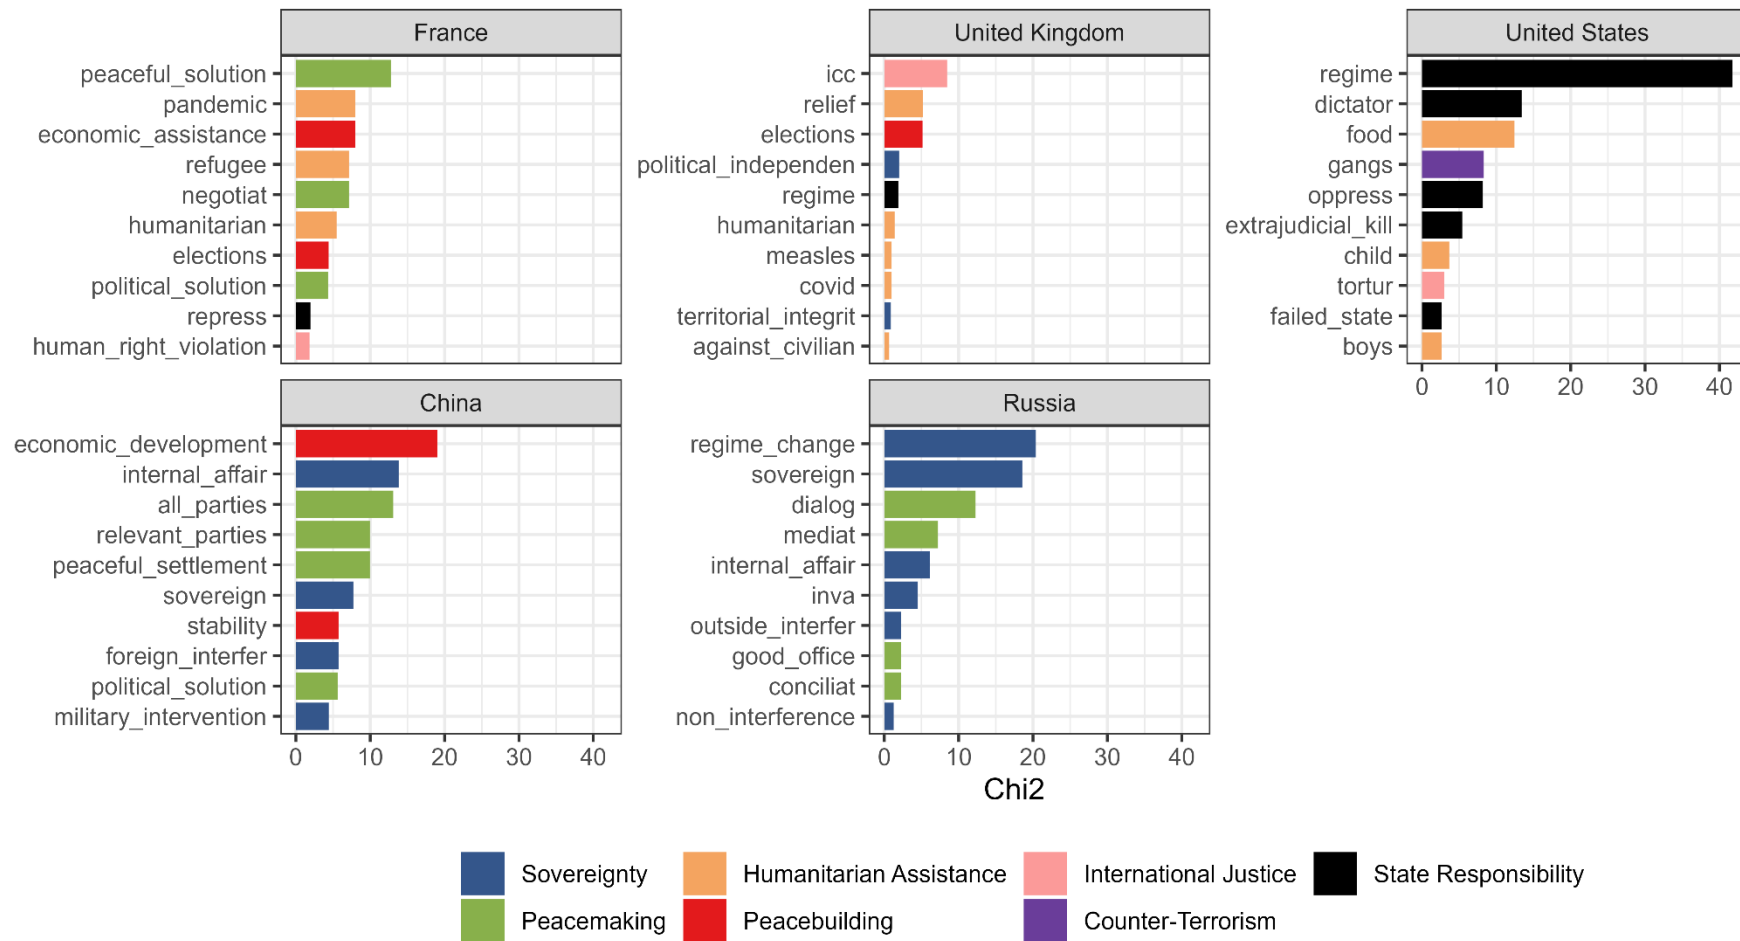 France
peaceful_solution
pandemic
economic_assistance
refugee
negotiat
humanitarian
elections
political_solution
repress
human_right_violation
United Kingdom
icc
relief
elections
political_independen
regime
humanitarian
measles
covid
territorial_integrit
against_civilian
United States
regime
dictator
food
gangs
oppress
extrajudicial_kill
child
tortur
failed_state
boys
0 10 20 30 40
China
economic_development
internal_affair
all_parties
relevant_parties
peaceful_settlement
sovereign
stability
foreign_interfer
political_solution
military_intervention
0 10 20 30 40
Russia
regime_change
sovereign
dialog
mediat
internal_affair
inva
outside_interfer
good_office
conciliat
non_interference
0 10 20 30 40
Chi2
Sovereignty Humanitarian Assistance International Justice State Responsibility
Peacemaking Peacebuilding Counter-Terrorism